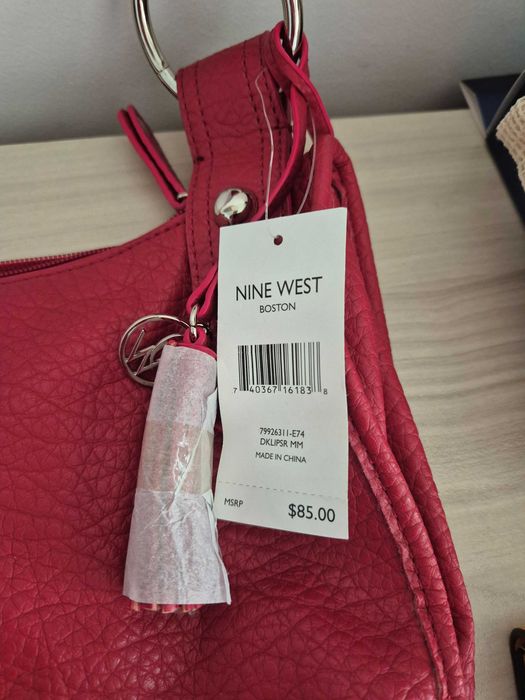 NINE WEST
BOSTON
7 40367 16183 8
79926311-E74
DKLIPSR MM
MADE IN CHINA
MSRP $85.00